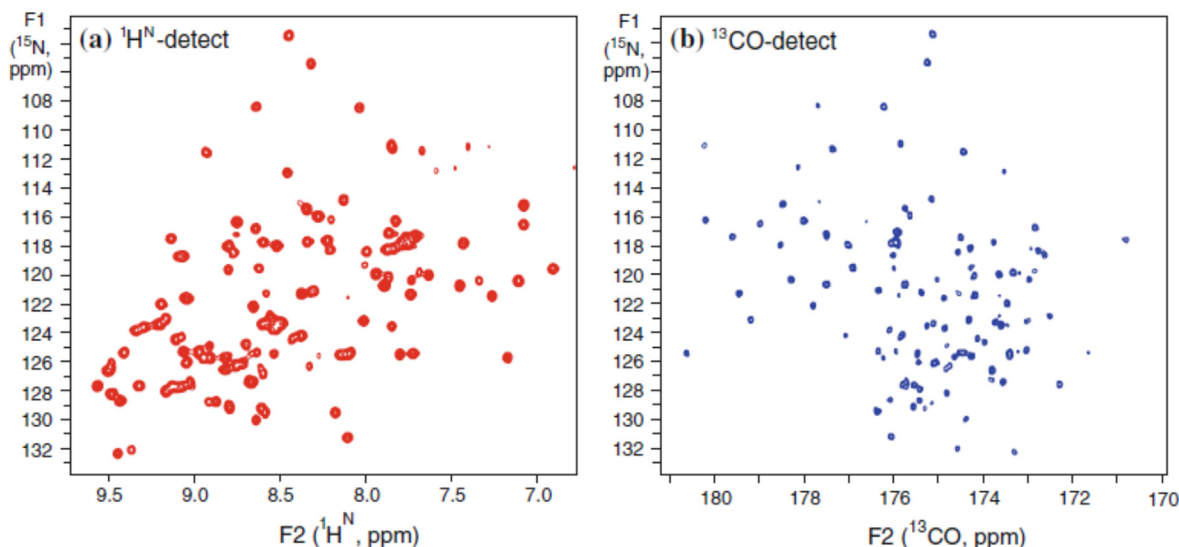 F1
(¹⁵N,
ppm)
(a) ¹Hᴺ-detect
108
110
112
114
116
118
120
122
124
126
128
130
132
9.5 9.0 8.5 8.0 7.5 7.0
F2 (¹Hᴺ, ppm)
F1
(¹⁵N,
ppm)
(b) ¹³CO-detect
108
110
112
114
116
118
120
122
124
126
128
130
132
180 178 176 174 172 170
F2 (¹³CO, ppm)